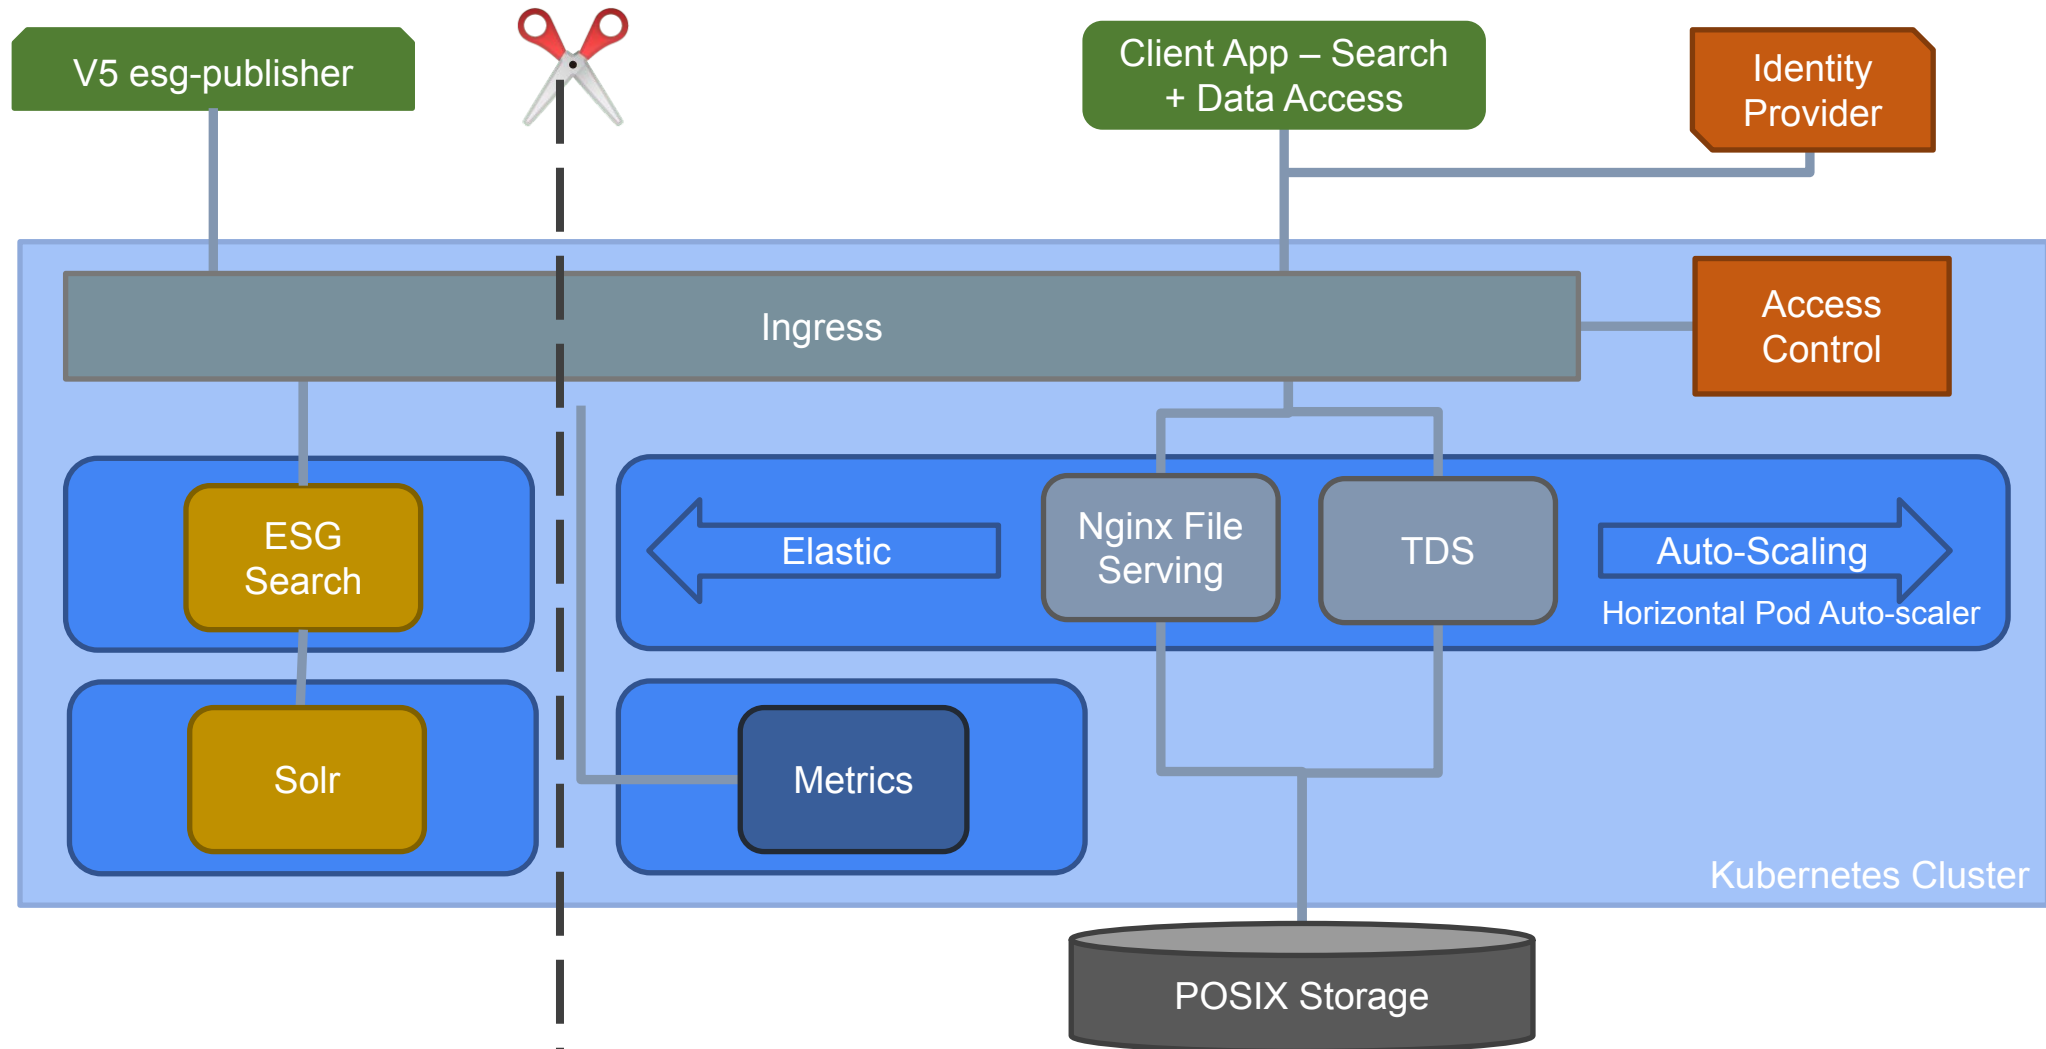 V5 esg-publisher
Client App – Search
+ Data Access
Identity
Provider
Ingress
Access
Control
ESG
Search
Elastic
Nginx File
Serving
TDS
Auto-Scaling
Horizontal Pod Auto-scaler
Solr
Metrics
Kubernetes Cluster
POSIX Storage